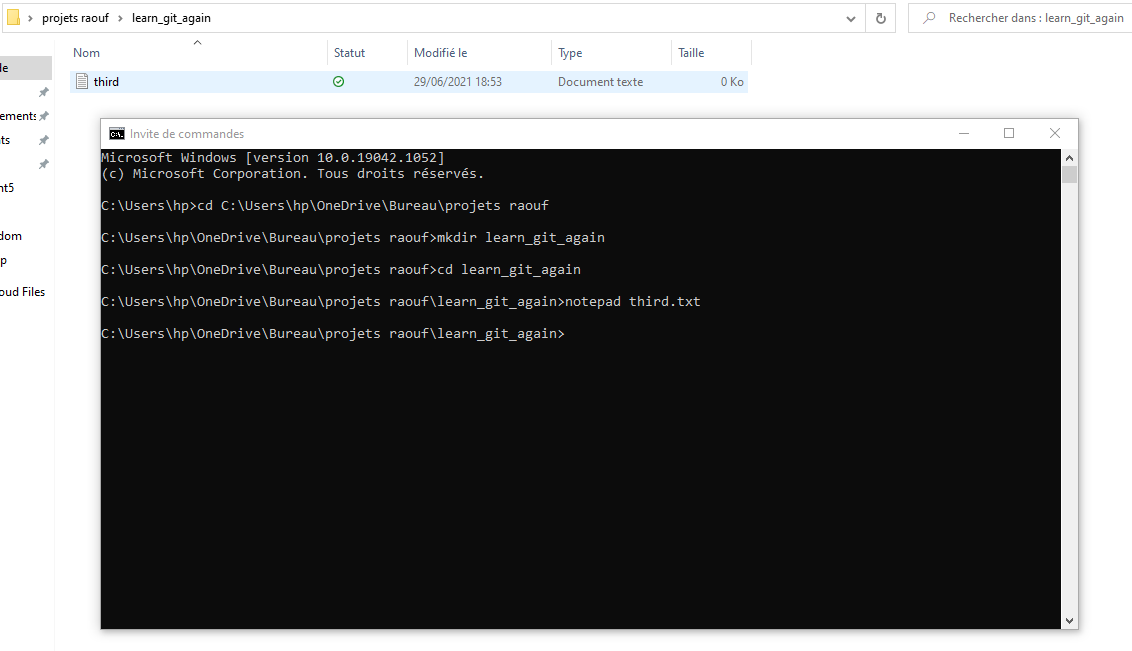 projets raouf > learn_git_again
Rechercher dans : learn_git_again
Nom Statut Modifié le Type Taille
third 29/06/2021 18:53 Document texte 0 Ko
le
ements
ts
nt5
dom
p
oud Files
Invite de commandes
Microsoft Windows [version 10.0.19042.1052]
(c) Microsoft Corporation. Tous droits réservés.
C:\Users\hp>cd C:\Users\hp\OneDrive\Bureau\projets raouf
C:\Users\hp\OneDrive\Bureau\projets raouf>mkdir learn_git_again
C:\Users\hp\OneDrive\Bureau\projets raouf>cd learn_git_again
C:\Users\hp\OneDrive\Bureau\projets raouf\learn_git_again>notepad third.txt
C:\Users\hp\OneDrive\Bureau\projets raouf\learn_git_again>